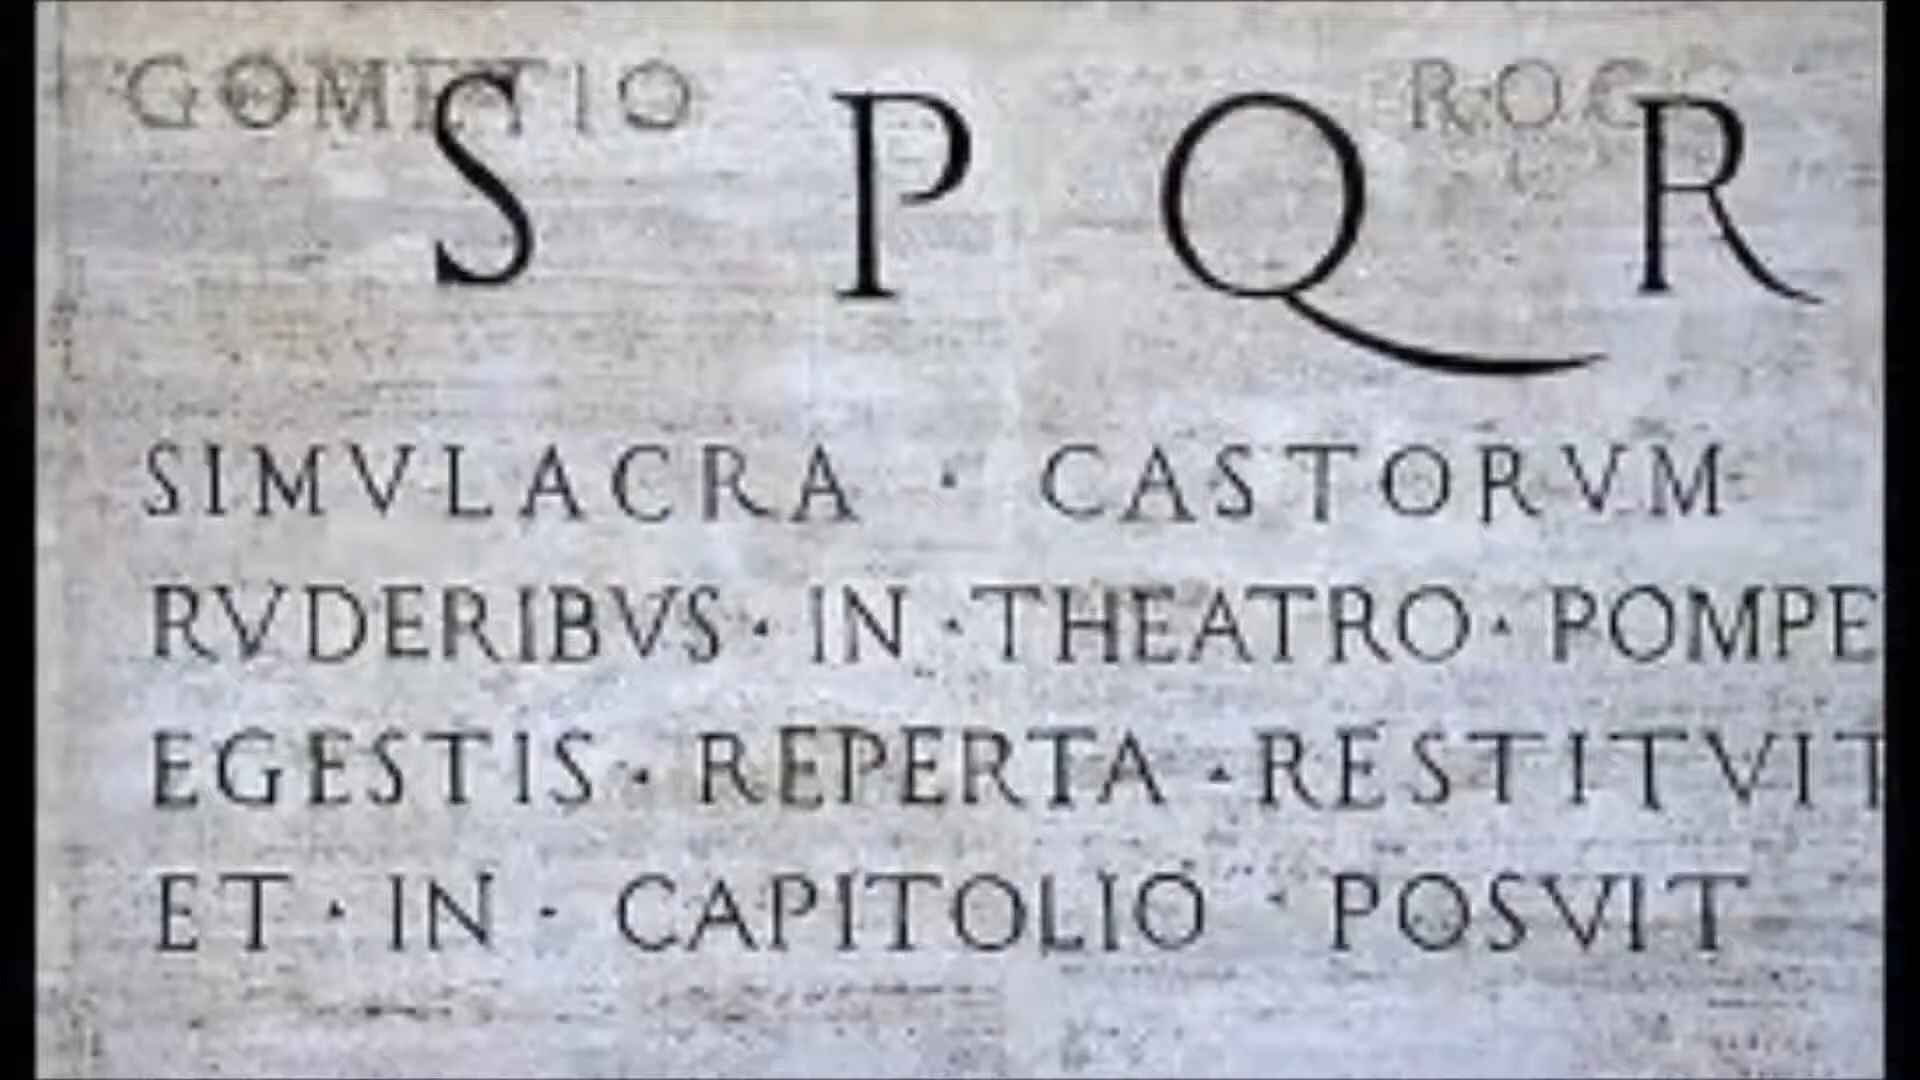 S P Q R
SIMVLACRA · CASTORVM
RVDERIBVS · IN · THEATRO · POMPE
EGESTIS · REPERTA · RESTITVIT
ET · IN · CAPITOLIO · POSVIT